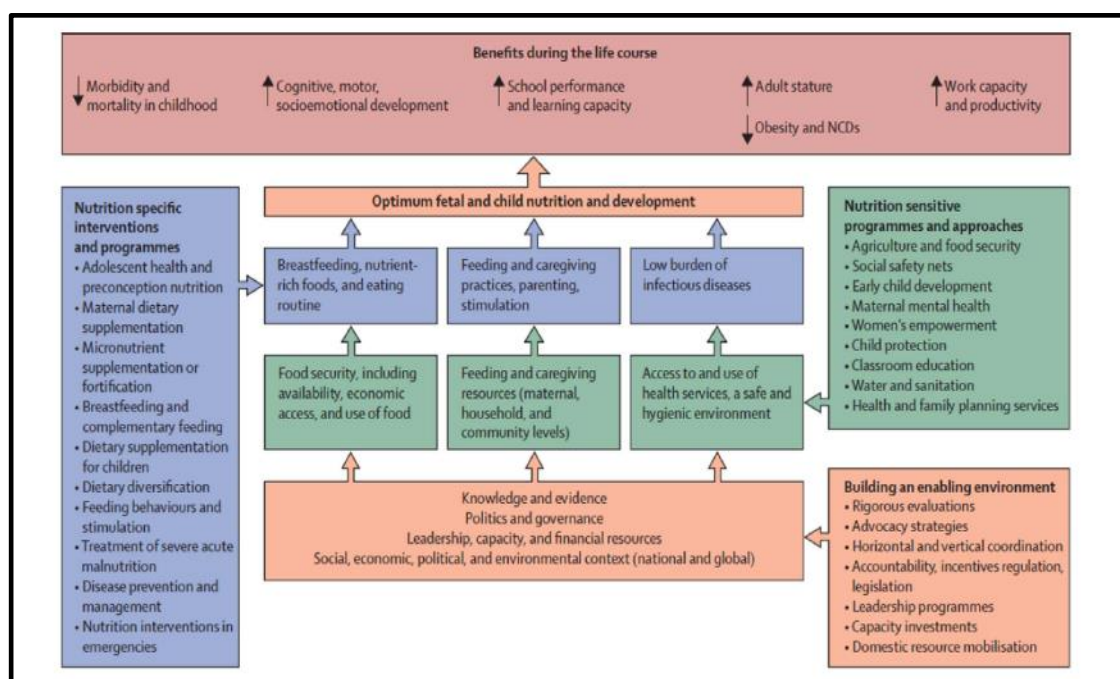 Benefits during the life course
Morbidity and
mortality in childhood
Cognitive, motor,
socioemotional development
School performance
and learning capacity
Adult stature
Obesity and NCDs
Work capacity
and productivity
Optimum fetal and child nutrition and development
Nutrition specific
interventions
and programmes
• Adolescent health and
preconception nutrition
• Maternal dietary
supplementation
• Micronutrient
supplementation or
fortification
• Breastfeeding and
complementary feeding
• Dietary supplementation
for children
• Dietary diversification
• Feeding behaviours and
stimulation
• Treatment of severe acute
malnutrition
• Disease prevention and
management
• Nutrition interventions in
emergencies
Breastfeeding, nutrient-
rich foods, and eating
routine
Feeding and caregiving
practices, parenting,
stimulation
Low burden of
infectious diseases
Food security, including
availability, economic
access, and use of food
Feeding and caregiving
resources (maternal,
household, and
community levels)
Access to and use of
health services, a safe and
hygienic environment
Knowledge and evidence
Politics and governance
Leadership, capacity, and financial resources
Social, economic, political, and environmental context (national and global)
Nutrition sensitive
programmes and approaches
• Agriculture and food security
• Social safety nets
• Early child development
• Maternal mental health
• Women's empowerment
• Child protection
• Classroom education
• Water and sanitation
• Health and family planning services
Building an enabling environment
• Rigorous evaluations
• Advocacy strategies
• Horizontal and vertical coordination
• Accountability, incentives regulation,
legislation
• Leadership programmes
• Capacity investments
• Domestic resource mobilisation